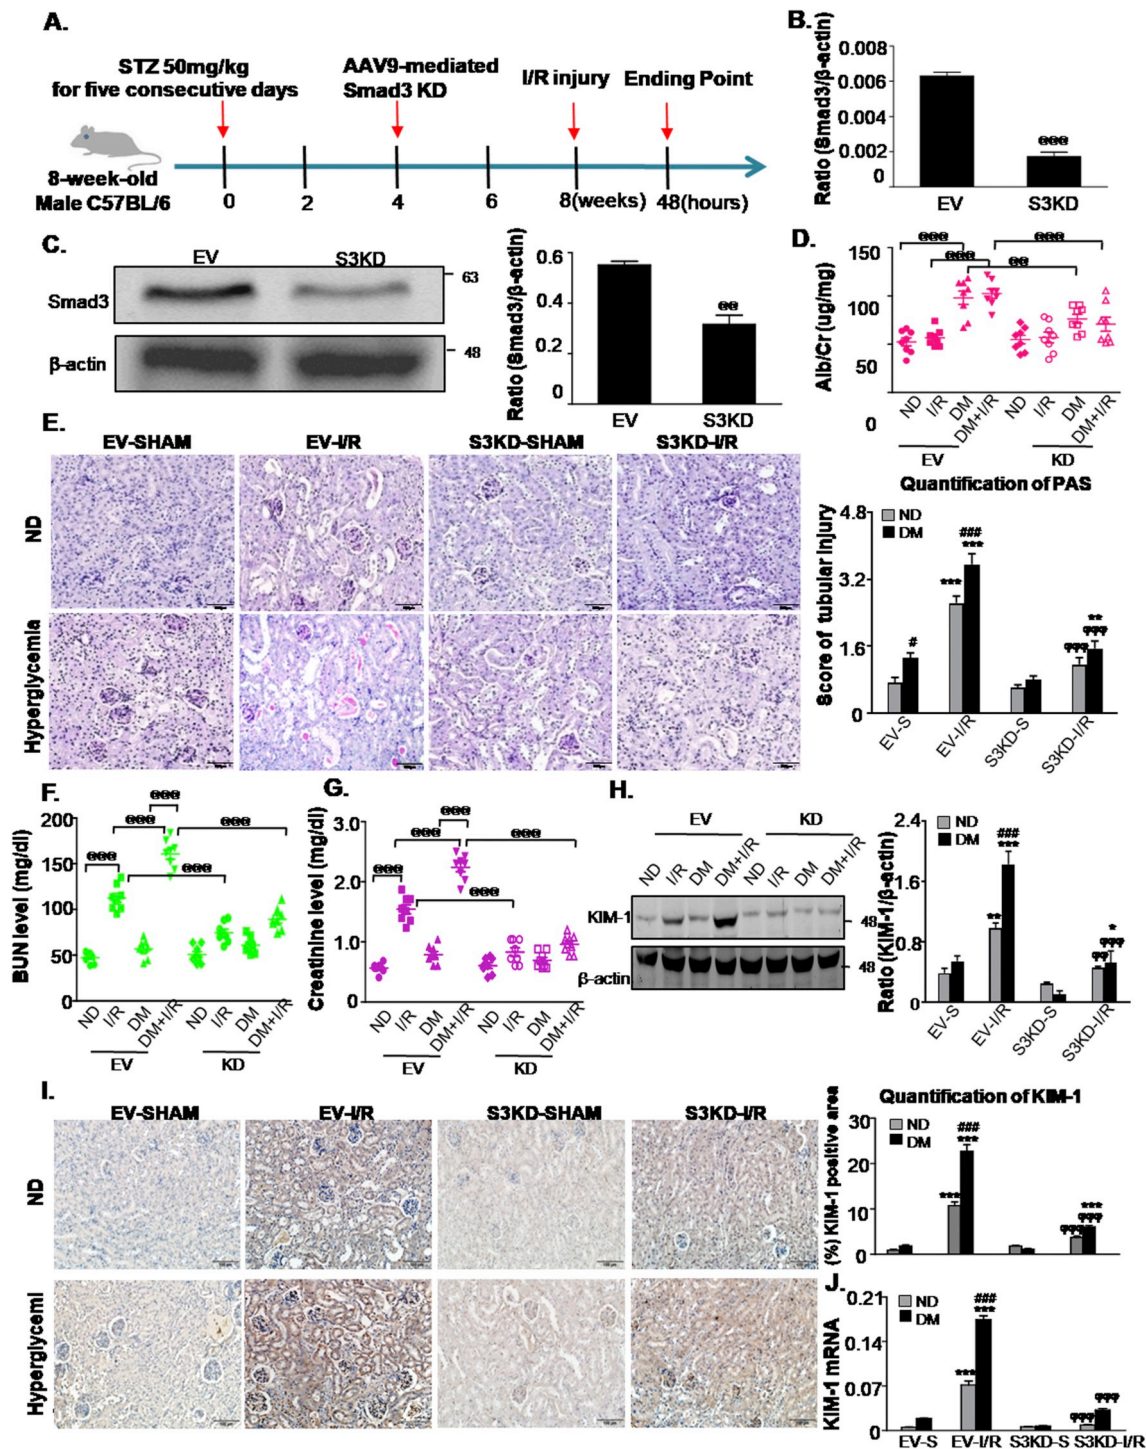 A.
STZ 50mg/kg
for five consecutive days
AAV9-mediated
Smad3 KD
I/R injury
Ending Point
8-week-old
Male C57BL/6
0
2
4
6
8(weeks)
48(hours)
B.
Ratio (Smad3/β-actin)
0.008
0.006
0.004
0.002
0
@@@
EV
S3KD
C.
EV
S3KD
Smad3
63
β-actin
48
Ratio (Smad3/β-actin)
0.6
0.4
0.2
0
@@
EV
S3KD
D.
Alb/Cr (ug/mg)
150
100
50
0
@@@
@@@
@@@
@@
ND
I/R
DM
DM+I/R
ND
I/R
DM
DM+I/R
EV
KD
E.
EV-SHAM
EV-I/R
S3KD-SHAM
S3KD-I/R
ND
Hyperglycemia
Quantification of PAS
Score of tubular injury
4.8
3.2
1.6
0
ND
DM
#
***
###
***
φφφ
**
φφφ
EV-S
EV-I/R
S3KD-S
S3KD-I/R
F.
BUN level (mg/dl)
200
150
100
50
0
@@@
@@@
@@@
@@@
@@@
ND
I/R
DM
DM+I/R
ND
I/R
DM
DM+I/R
EV
KD
G.
Creatinine level (mg/dl)
3.0
2.0
1.0
0
@@@
@@@
@@@
@@@
@@@
ND
I/R
DM
DM+I/R
ND
I/R
DM
DM+I/R
EV
KD
H.
EV
KD
ND
I/R
DM
DM+I/R
ND
I/R
DM
DM+I/R
KIM-1
48
β-actin
48
Ratio (KIM-1/β-actin)
2.4
1.6
0.8
0
ND
DM
**
###
***
φφ
*
φφφ
EV-S
EV-I/R
S3KD-S
S3KD-I/R
I.
EV-SHAM
EV-I/R
S3KD-SHAM
S3KD-I/R
ND
Hyperglycemi
Quantification of KIM-1
(%) KIM-1 positive area
30
20
10
0
ND
DM
***
###
***
φφφ
***
φφφ
J.
KIM-1 mRNA
0.21
0.14
0.07
0
ND
DM
***
###
***
φφφ
φφφ
EV-S
EV-I/R
S3KD-S
S3KD-I/R